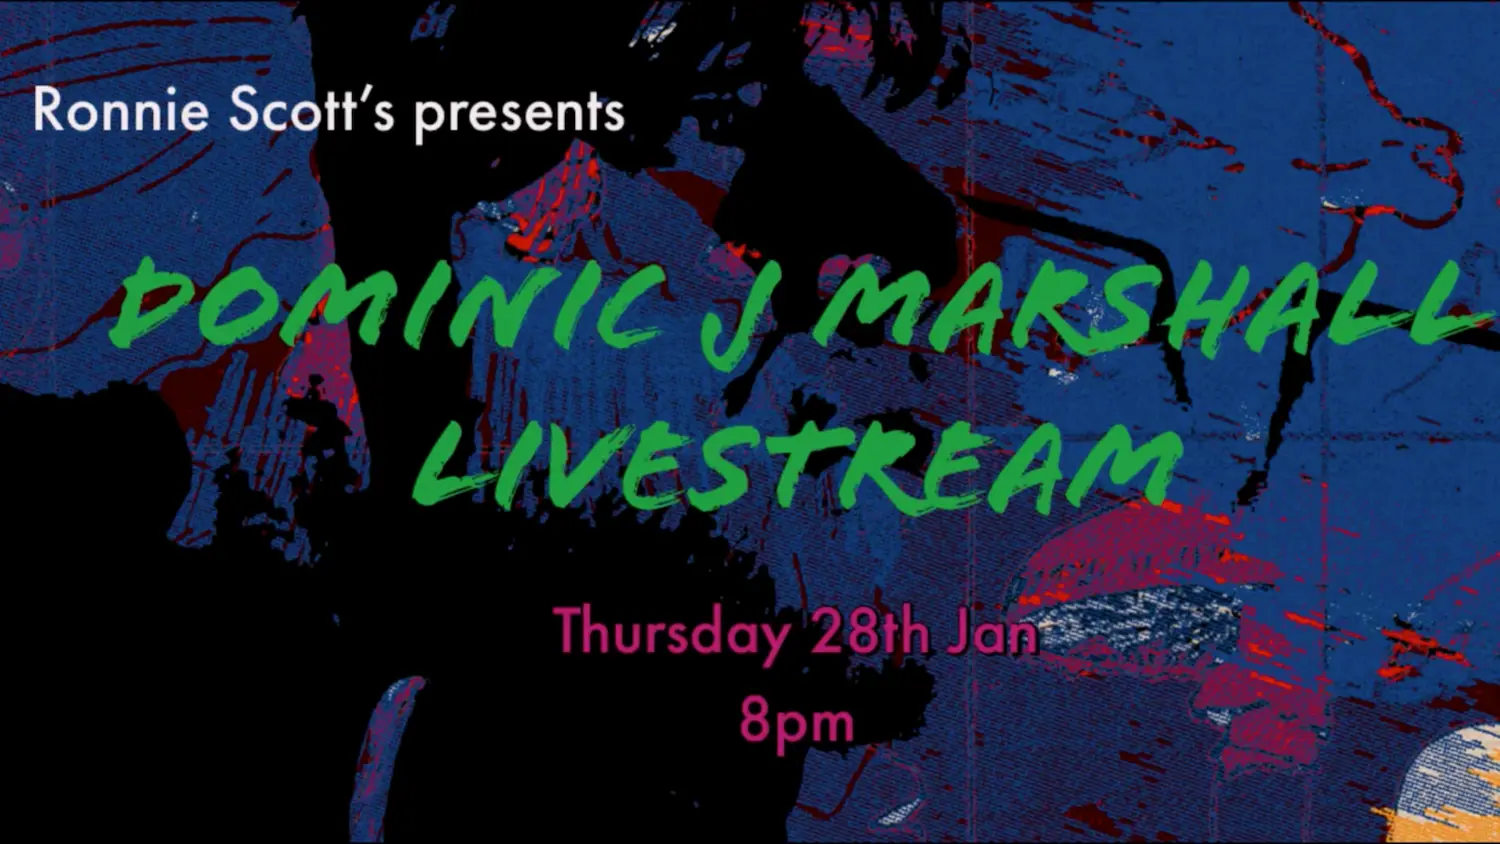 Ronnie Scott’s presents
DOMINIC J MARSHALL
LIVESTREAM
Thursday 28th Jan
8pm